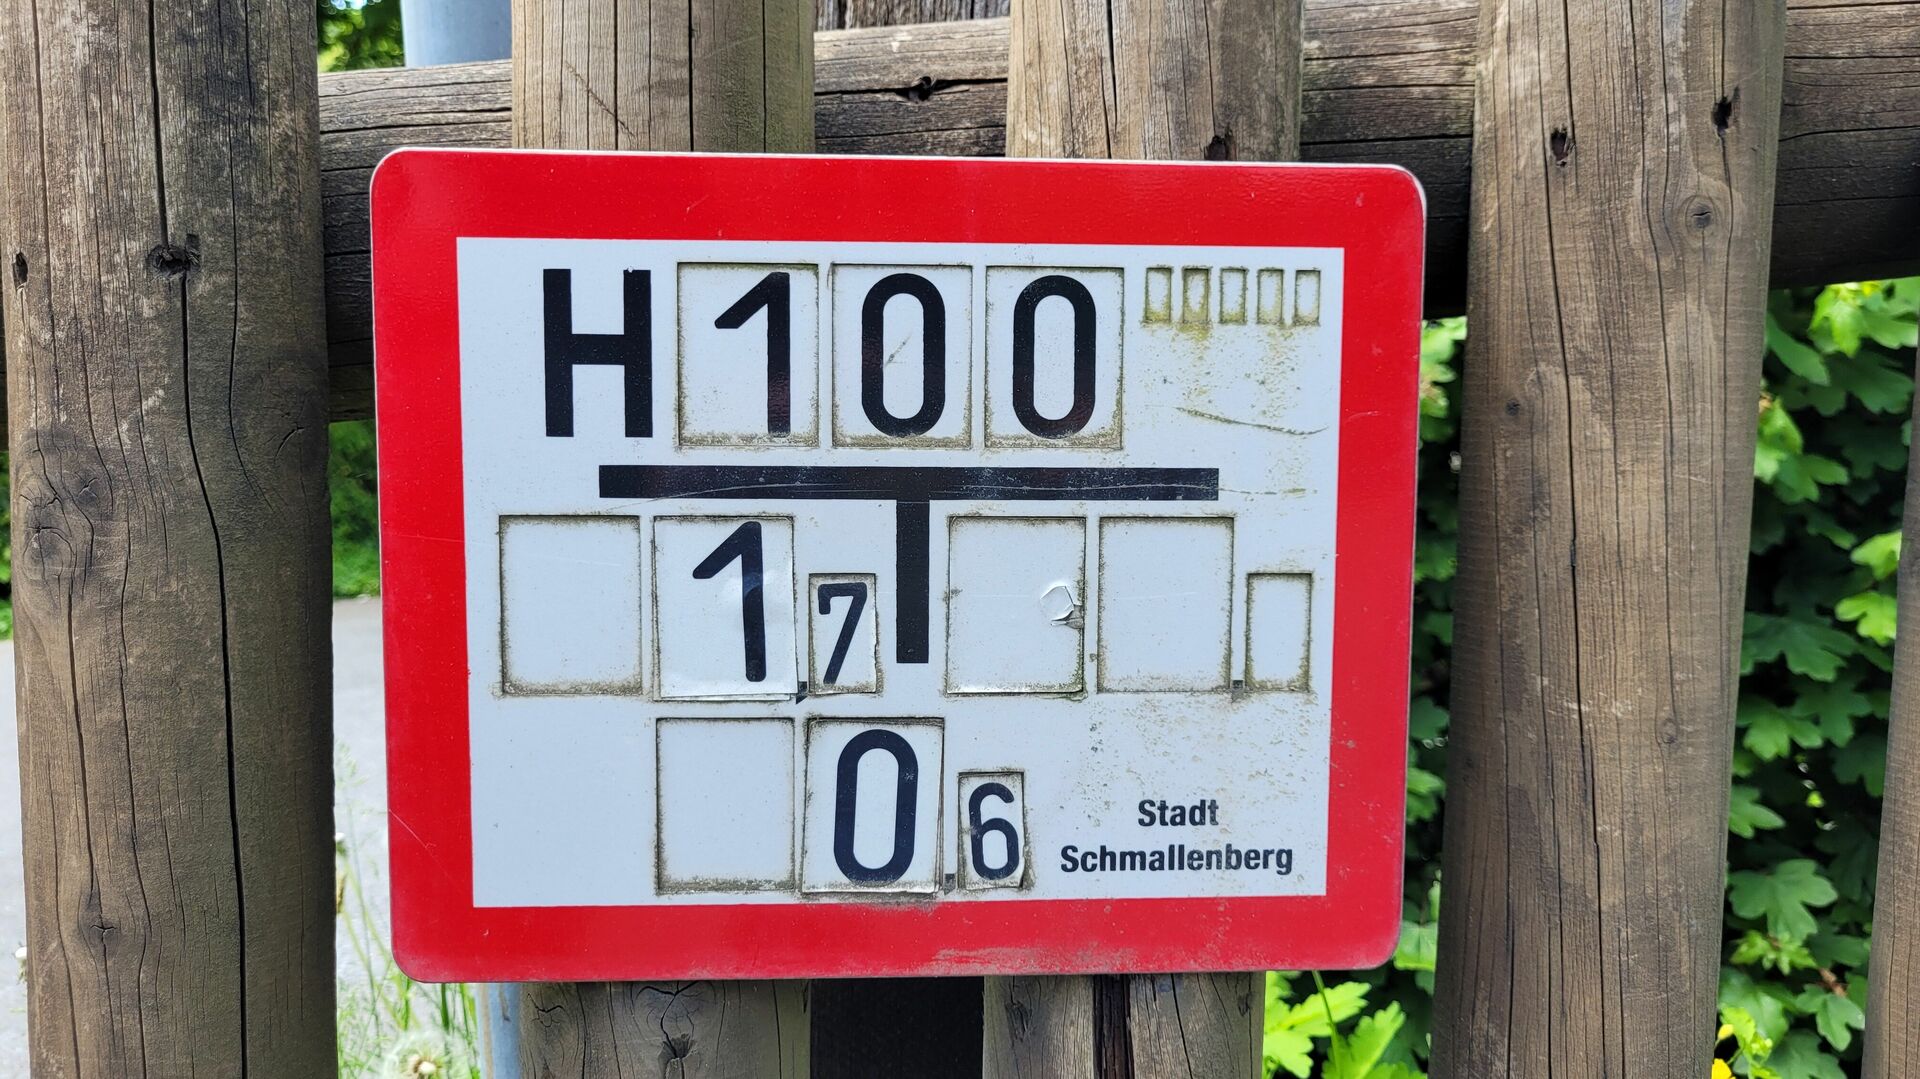 H100
1,7
0,6
Stadt
Schmallenberg